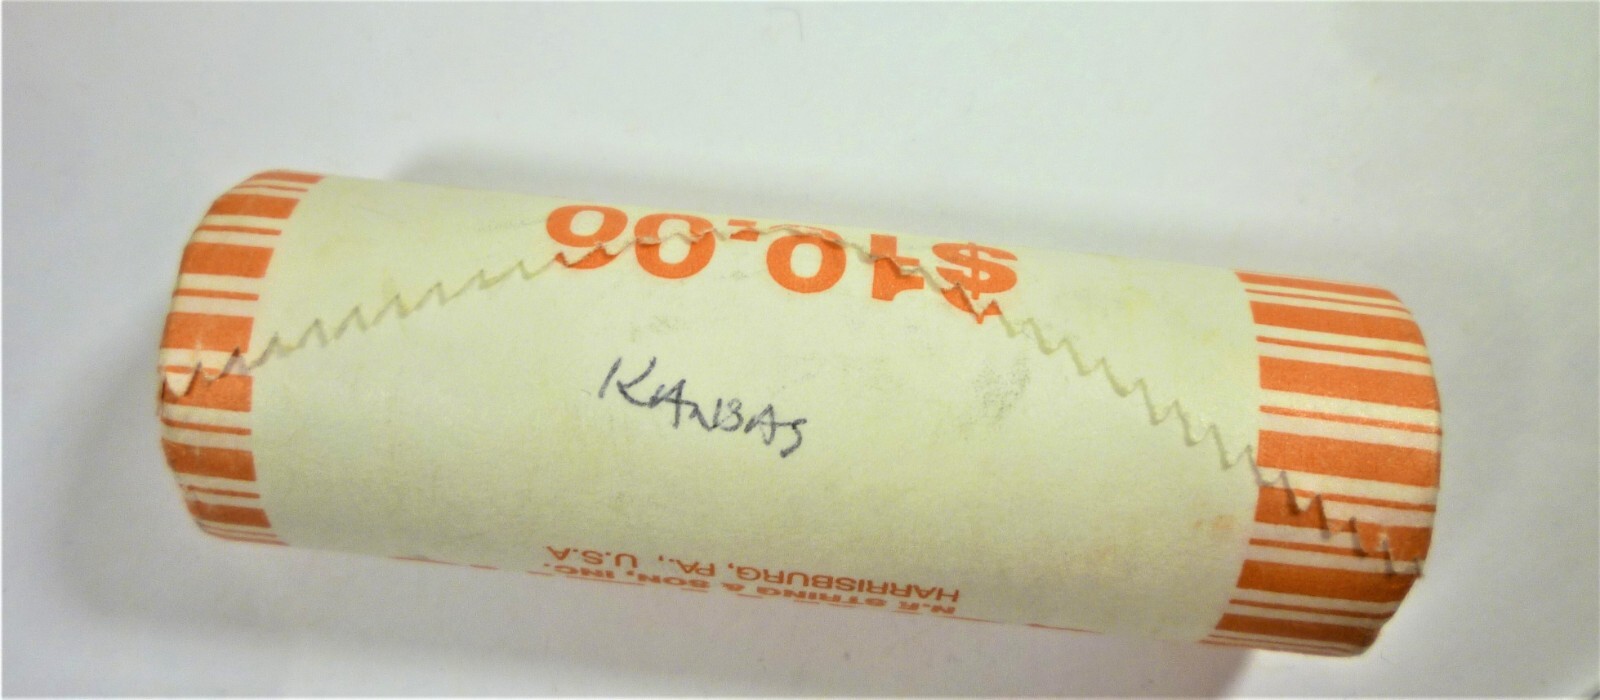 $10.00
KANSAS
N.F. STRING & SON, INC.
HARRISBURG, PA., U.S.A